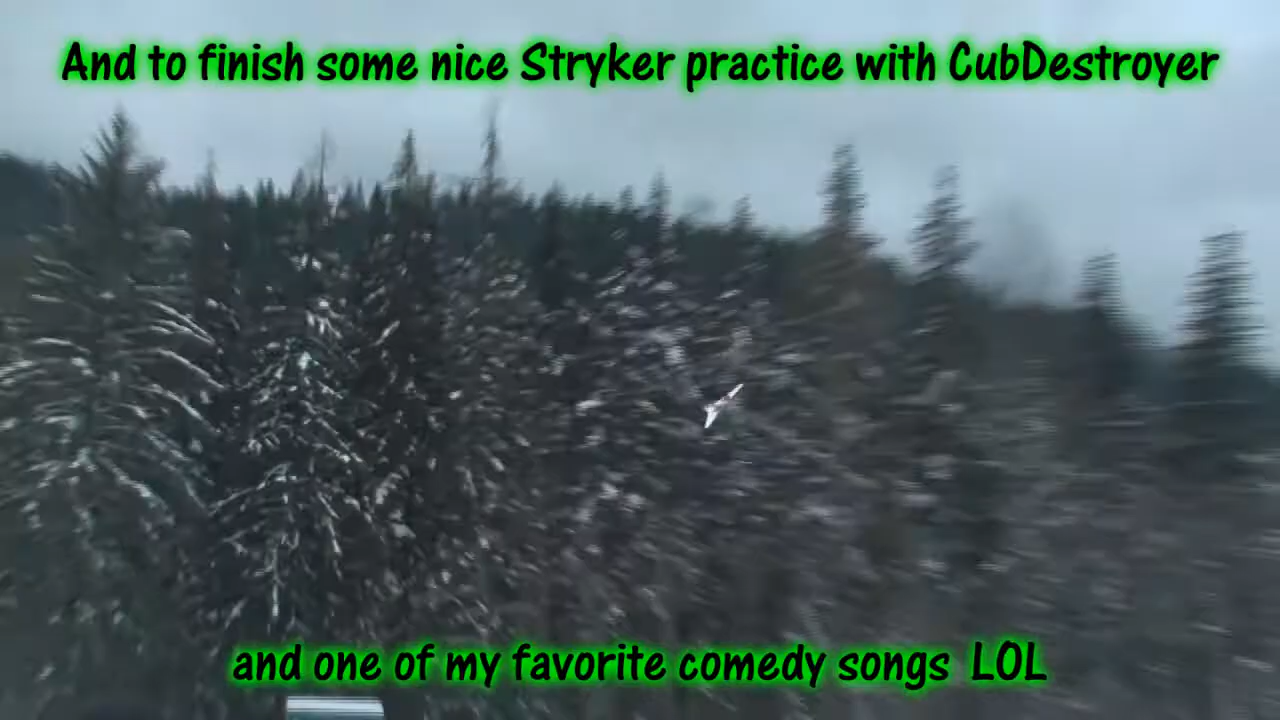 And to finish some nice Stryker practice with CubDestroyer
and one of my favorite comedy songs LOL